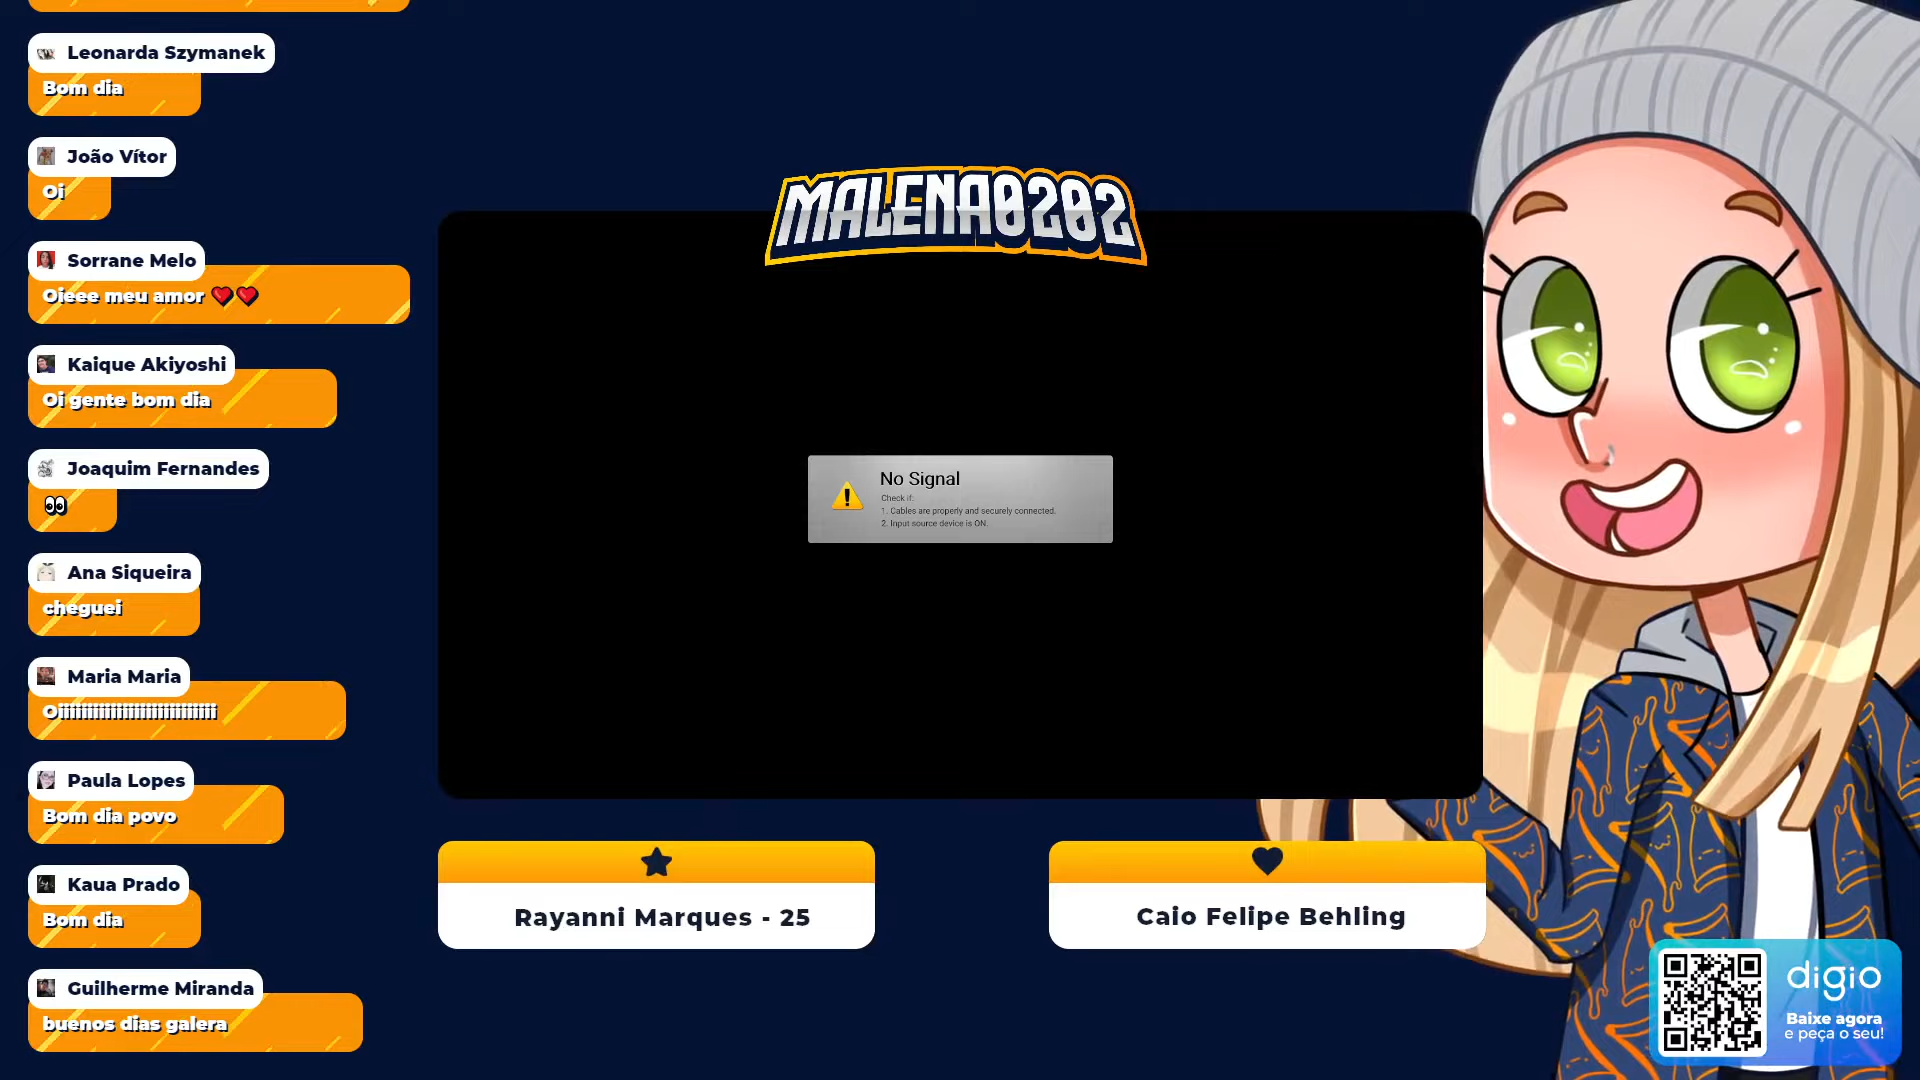 Leonarda Szymanek
Bom dia
João Vítor
Oi
Sorrane Melo
Oieee meu amor ❤❤
Kaique Akiyoshi
Oi gente bom dia
Joaquim Fernandes
👀
Ana Siqueira
cheguei
Maria Maria
Oiiiiiiiiiiiiiiiiiiiiiiiiiiii
Paula Lopes
Bom dia povo
Kaua Prado
Bom dia
Guilherme Miranda
buenos dias galera
MALENA0202
No Signal
Check if:
1. Cables are properly and securely connected.
2. Input source device is ON.
Rayanni Marques - 25
Caio Felipe Behling
digio
Baixe agora
e peça o seu!